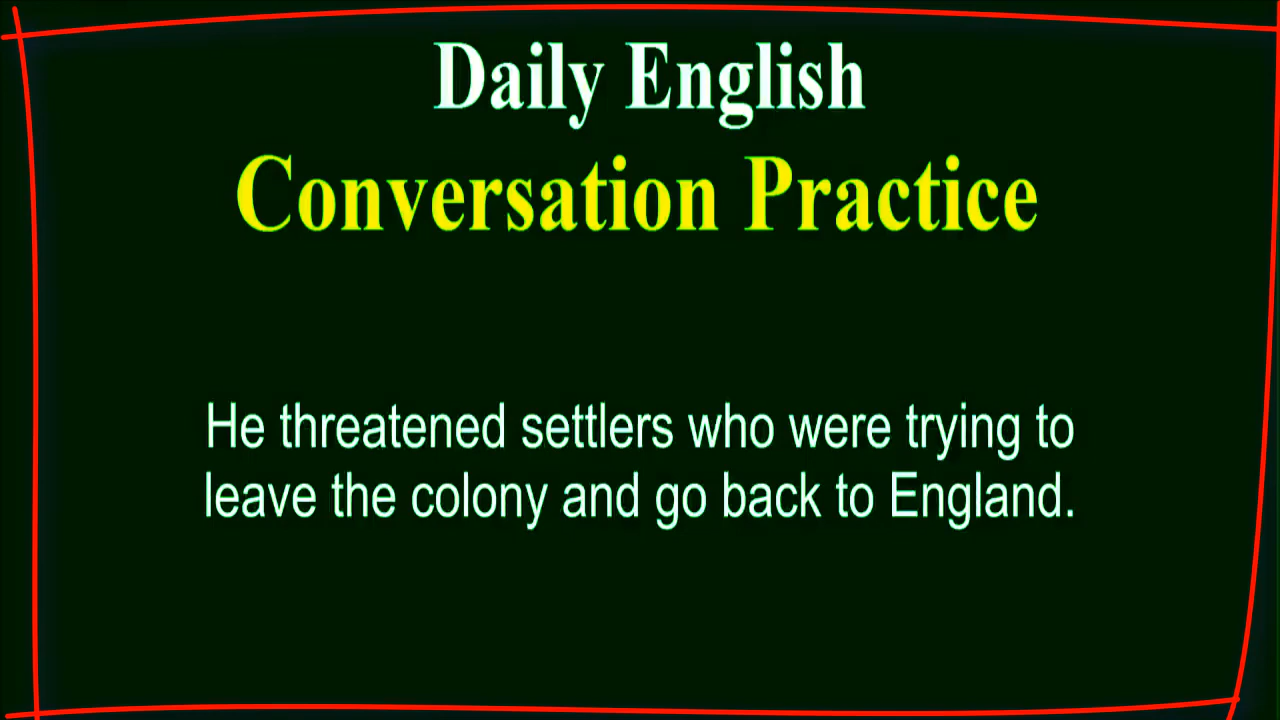 Daily English
Conversation Practice
He threatened settlers who were trying to
leave the colony and go back to England.